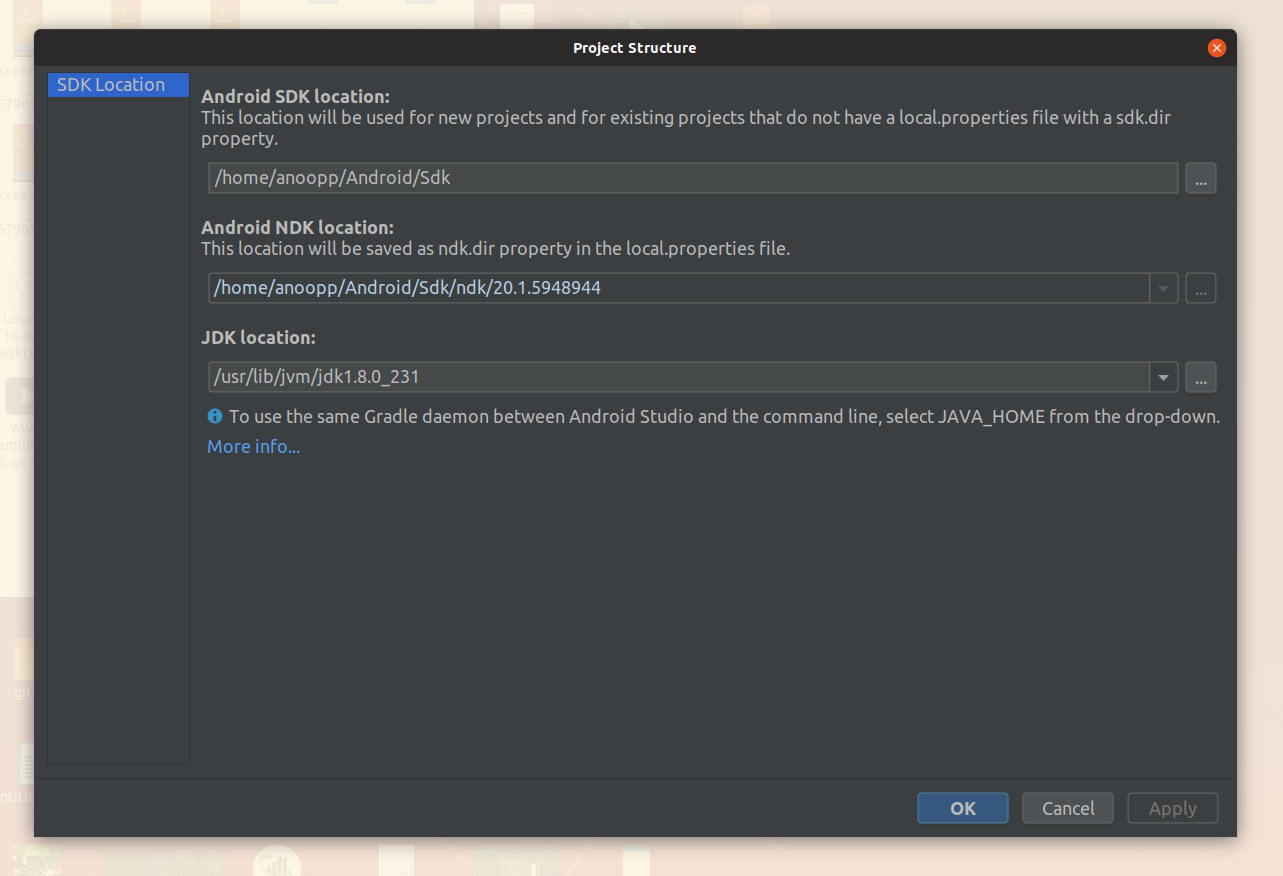 Project Structure
SDK Location
Android SDK location:
This location will be used for new projects and for existing projects that do not have a local.properties file with a sdk.dir
property.
/home/anoopp/Android/Sdk
...
Android NDK location:
This location will be saved as ndk.dir property in the local.properties file.
/home/anoopp/Android/Sdk/ndk/20.1.5948944
...
JDK location:
/usr/lib/jvm/jdk1.8.0_231
...
To use the same Gradle daemon between Android Studio and the command line, select JAVA_HOME from the drop-down.
More info...
OK
Cancel
Apply